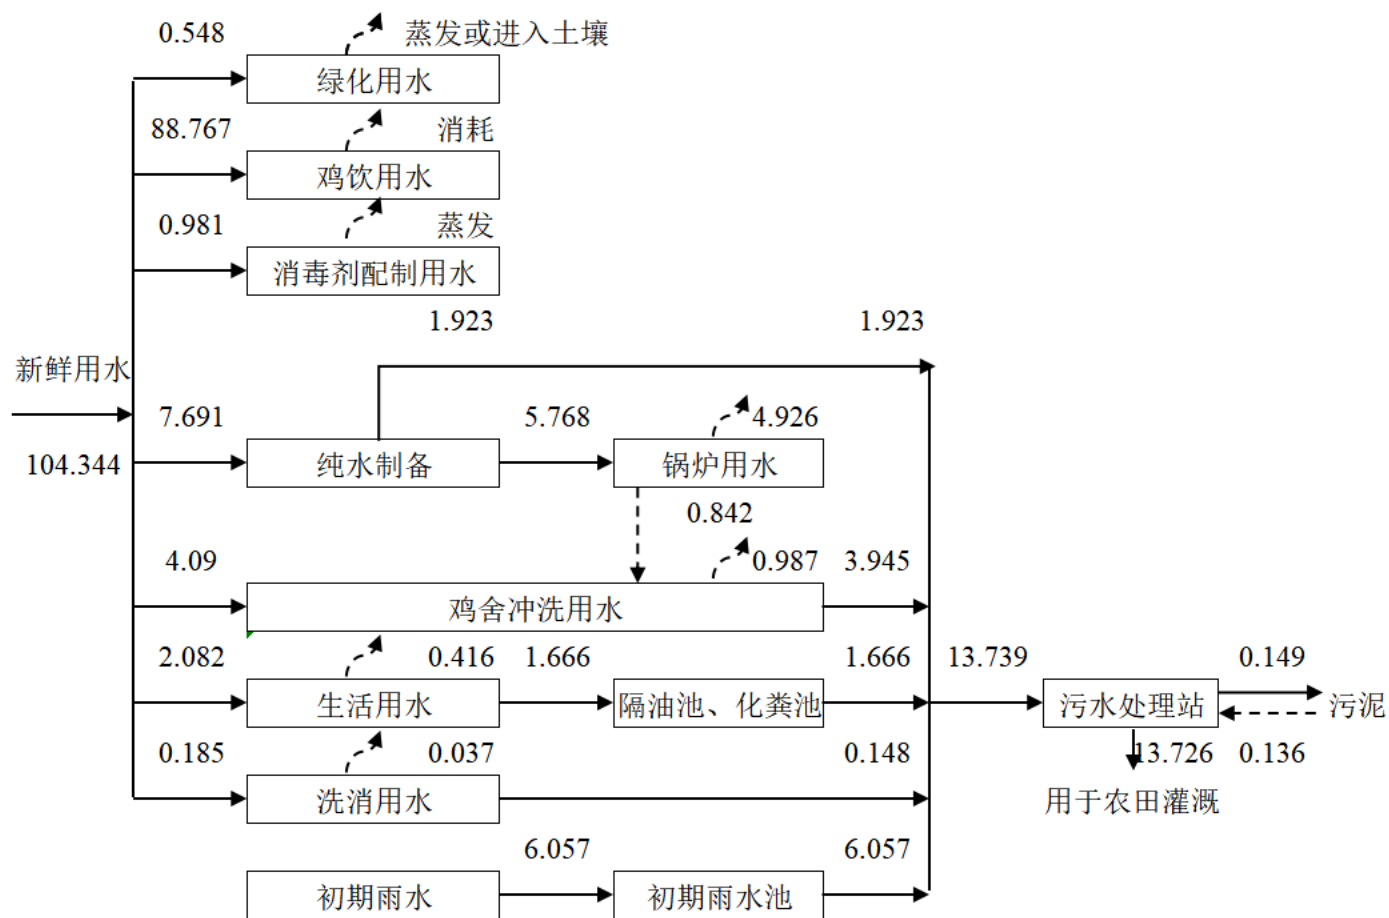 0.548
蒸发或进入土壤
绿化用水
88.767
消耗
鸡饮用水
0.981
蒸发
消毒剂配制用水
1.923
1.923
新鲜用水
7.691
5.768
4.926
104.344
纯水制备
锅炉用水
0.842
4.09
0.987
3.945
鸡舍冲洗用水
2.082
0.416
1.666
1.666
13.739
0.149
生活用水
隔油池、化粪池
污水处理站
污泥
0.185
0.037
0.148
13.726
0.136
洗消用水
用于农田灌溉
6.057
6.057
初期雨水
初期雨水池